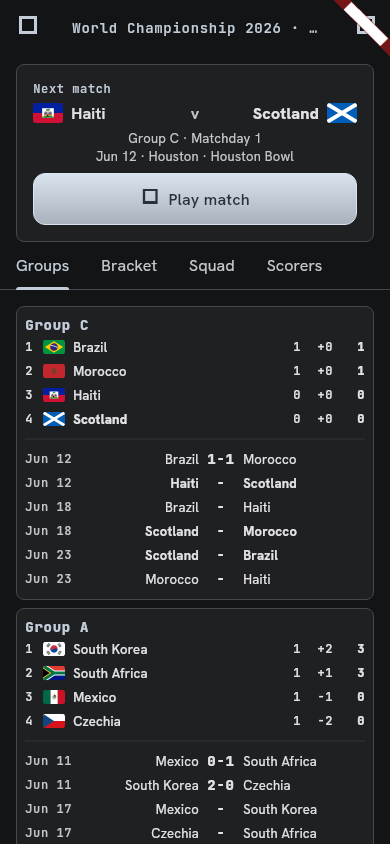 World Championship 2026 · …
Next match
Haiti v Scotland
Group C · Matchday 1
Jun 12 · Houston · Houston Bowl
Play match
Groups Bracket Squad Scorers
Group C
1 Brazil 1 +0 1
2 Morocco 1 +0 1
3 Haiti 0 +0 0
4 Scotland 0 +0 0
Jun 12 Brazil 1-1 Morocco
Jun 12 Haiti - Scotland
Jun 18 Brazil - Haiti
Jun 18 Scotland - Morocco
Jun 23 Scotland - Brazil
Jun 23 Morocco - Haiti
Group A
1 South Korea 1 +2 3
2 South Africa 1 +1 3
3 Mexico 1 -1 0
4 Czechia 1 -2 0
Jun 11 Mexico 0-1 South Africa
Jun 11 South Korea 2-0 Czechia
Jun 17 Mexico - South Korea
Jun 17 Czechia - South Africa